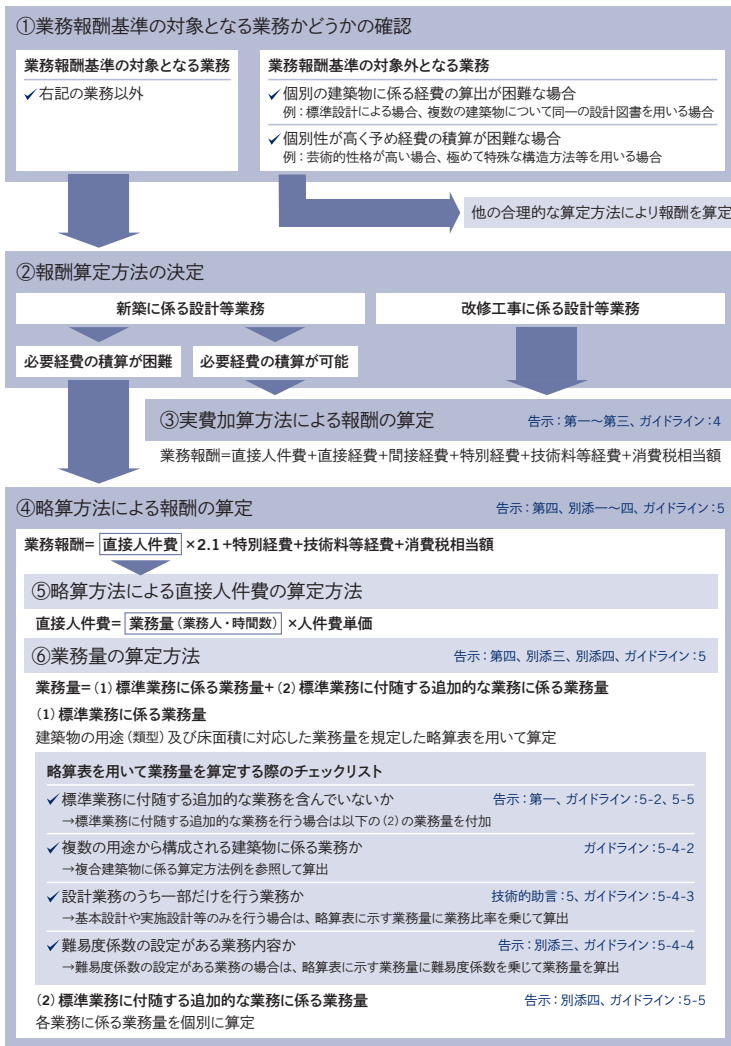 ①業務報酬基準の対象となる業務かどうかの確認
業務報酬基準の対象となる業務
✓右記の業務以外
業務報酬基準の対象外となる業務
✓個別の建築物に係る経費の算出が困難な場合
例：標準設計による場合、複数の建築物について同一の設計図書を用いる場合
✓個別性が高く予め経費の積算が困難な場合
例：芸術的性格が高い場合、極めて特殊な構造方法等を用いる場合
他の合理的な算定方法により報酬を算定
②報酬算定方法の決定
新築に係る設計等業務
改修工事に係る設計等業務
必要経費の積算が困難
必要経費の積算が可能
③実費加算方法による報酬の算定 告示：第一～第三、ガイドライン：4
業務報酬=直接人件費+直接経費+間接経費+特別経費+技術料等経費+消費税相当額
④略算方法による報酬の算定 告示：第四、別添一～四、ガイドライン：5
業務報酬= 直接人件費 ×2.1+特別経費+技術料等経費+消費税相当額
⑤略算方法による直接人件費の算定方法
直接人件費= 業務量（業務人・時間数） ×人件費単価
⑥業務量の算定方法 告示：第四、別添三、別添四、ガイドライン：5
業務量=（1）標準業務に係る業務量+（2）標準業務に付随する追加的な業務に係る業務量
（1）標準業務に係る業務量
建築物の用途（類型）及び床面積に対応した業務量を規定した略算表を用いて算定
略算表を用いて業務量を算定する際のチェックリスト
✓標準業務に付随する追加的な業務を含んでいないか 告示：第一、ガイドライン：5-2、5-5
→標準業務に付随する追加的な業務を行う場合は以下の（2）の業務量を付加
✓複数の用途から構成される建築物に係る業務か ガイドライン：5-4-2
→複合建築物に係る算定方法例を参照して算出
✓設計業務のうち一部だけを行う業務か 技術的助言：5、ガイドライン：5-4-3
→基本設計や実施設計等のみを行う場合は、略算表に示す業務量に業務比率を乗じて算出
✓難易度係数の設定がある業務内容か 告示：別添三、ガイドライン：5-4-4
→難易度係数の設定がある業務の場合は、略算表に示す業務量に難易度係数を乗じて業務量を算出
（2）標準業務に付随する追加的な業務に係る業務量 告示：別添四、ガイドライン：5-5
各業務に係る業務量を個別に算定